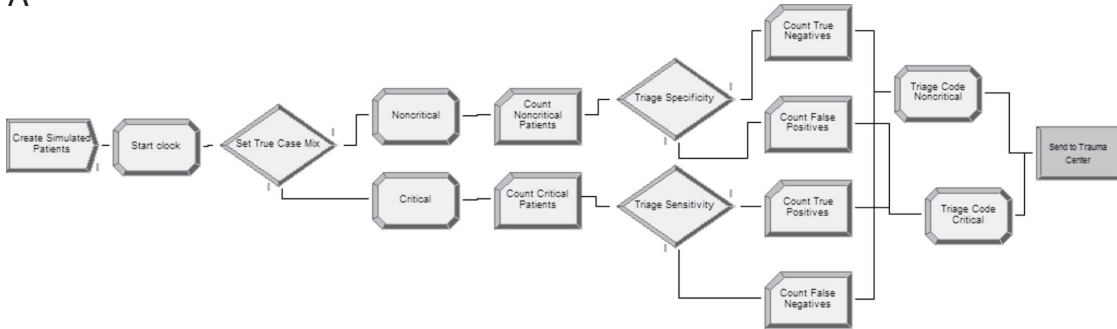 A
Create Simulated
Patients
Start clock
Set True Case Mix
Noncritical
Count
Noncritical
Patients
Triage Specificity
Count True
Negatives
Count False
Positives
Triage Code
Noncritical
Send to Trauma
Center
Critical
Count Critical
Patients
Triage Sensitivity
Count True
Positives
Count False
Negatives
Triage Code
Critical